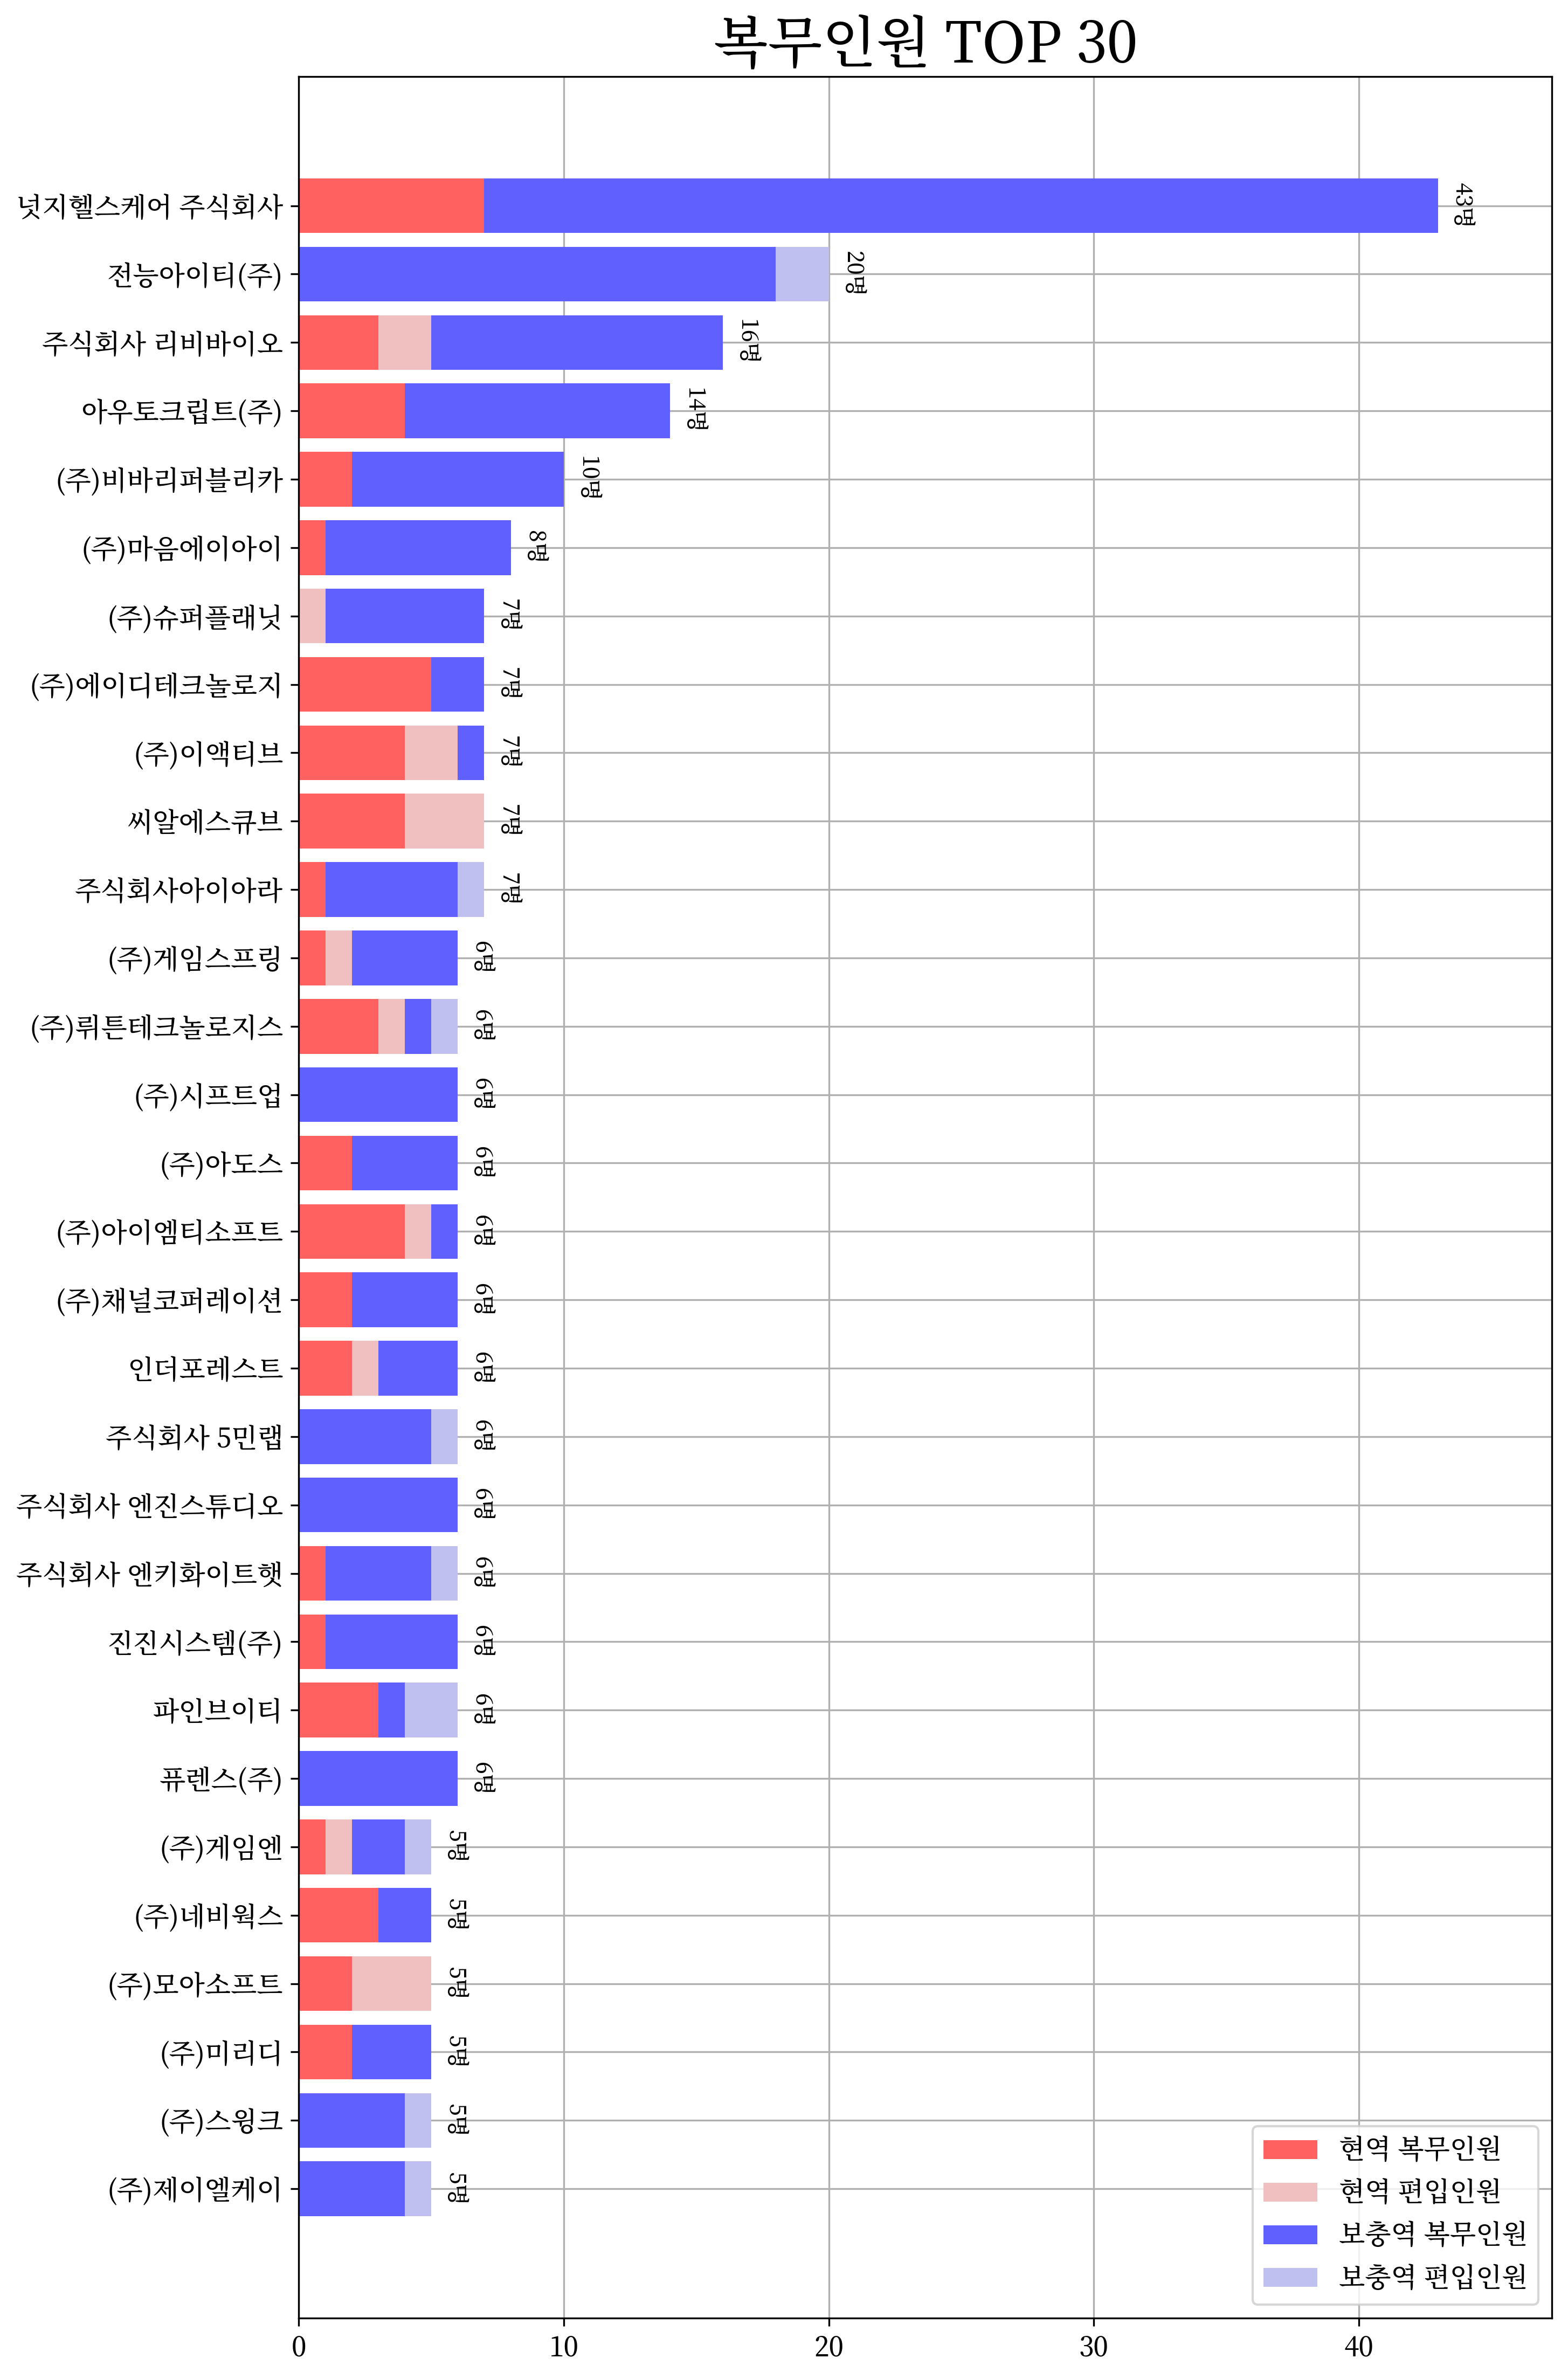 복무인원 TOP 30
넛지헬스케어 주식회사 43명
전능아이티(주) 20명
주식회사 리비바이오 16명
아우토크립트(주) 14명
(주)비바리퍼블리카 10명
(주)마음에이아이 8명
(주)슈퍼플래닛 7명
(주)에이디테크놀로지 7명
(주)이액티브 7명
씨알에스큐브 7명
주식회사아이아라 7명
(주)게임스프링 6명
(주)뤼튼테크놀로지스 6명
(주)시프트업 6명
(주)아도스 6명
(주)아이엠티소프트 6명
(주)채널코퍼레이션 6명
인더포레스트 6명
주식회사 5민랩 6명
주식회사 엔진스튜디오 6명
주식회사 엔키화이트햇 6명
진진시스템(주) 6명
파인브이티 6명
퓨렌스(주) 6명
(주)게임엔 5명
(주)네비웍스 5명
(주)모아소프트 5명
(주)미리디 5명
(주)스윙크 5명
(주)제이엘케이 5명
현역 복무인원
현역 편입인원
보충역 복무인원
보충역 편입인원
0 10 20 30 40